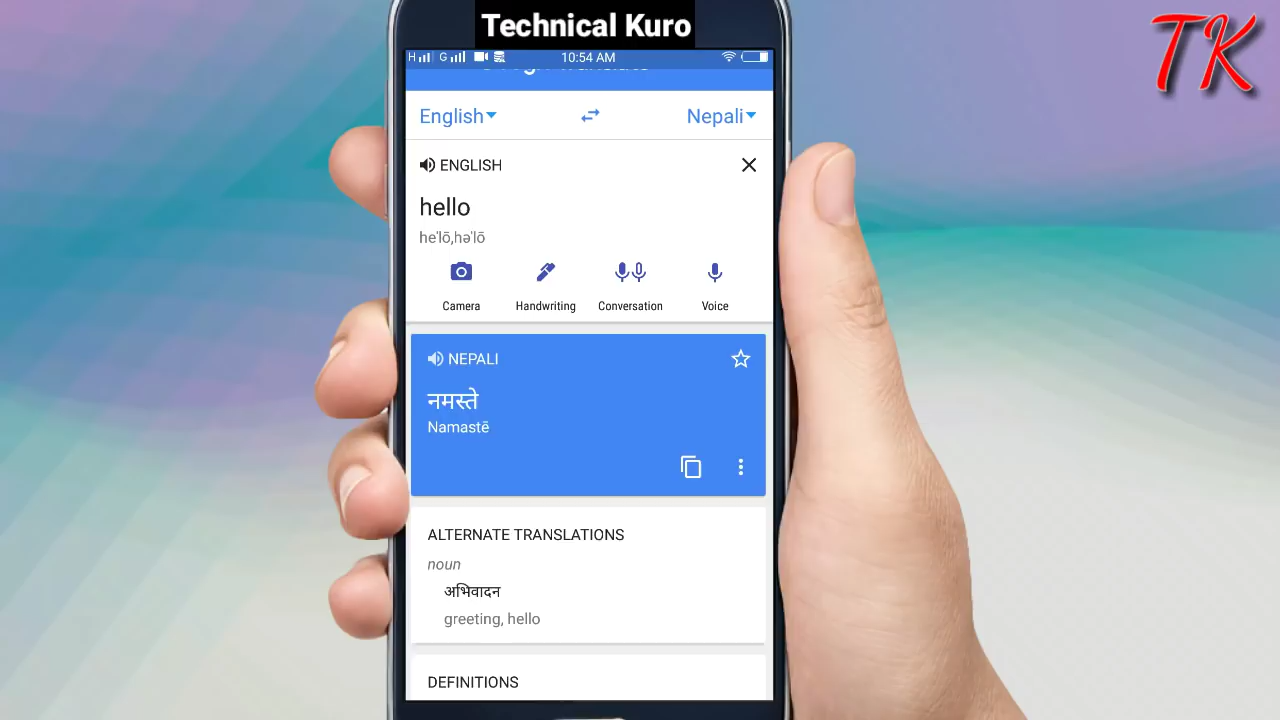 Technical Kuro
TK
H G 10:54 AM
English Nepali
ENGLISH
hello
he'lō,hə'lō
Camera Handwriting Conversation Voice
NEPALI
नमस्ते
Namastē
ALTERNATE TRANSLATIONS
noun
अभिवादन
greeting, hello
DEFINITIONS